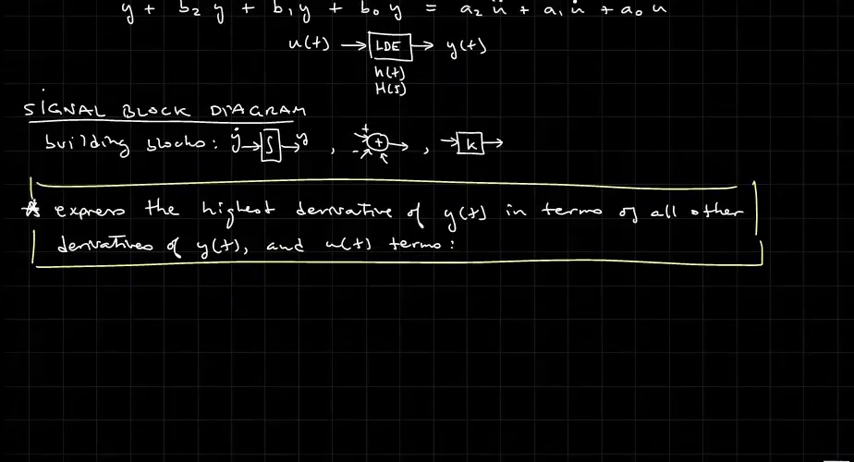 y + b₂ y + b₁ y + b₀ y = a₂ ü + a₁ u̇ + a₀ u
u(t) → LDE → y(t)
h(t)
H(s)
SIGNAL BLOCK DIAGRAM
building blocks: ẏ → ∫ → y , + - + , → K →
* express the highest derivative of y(t) in terms of all other
derivatives of y(t), and u(t) terms: